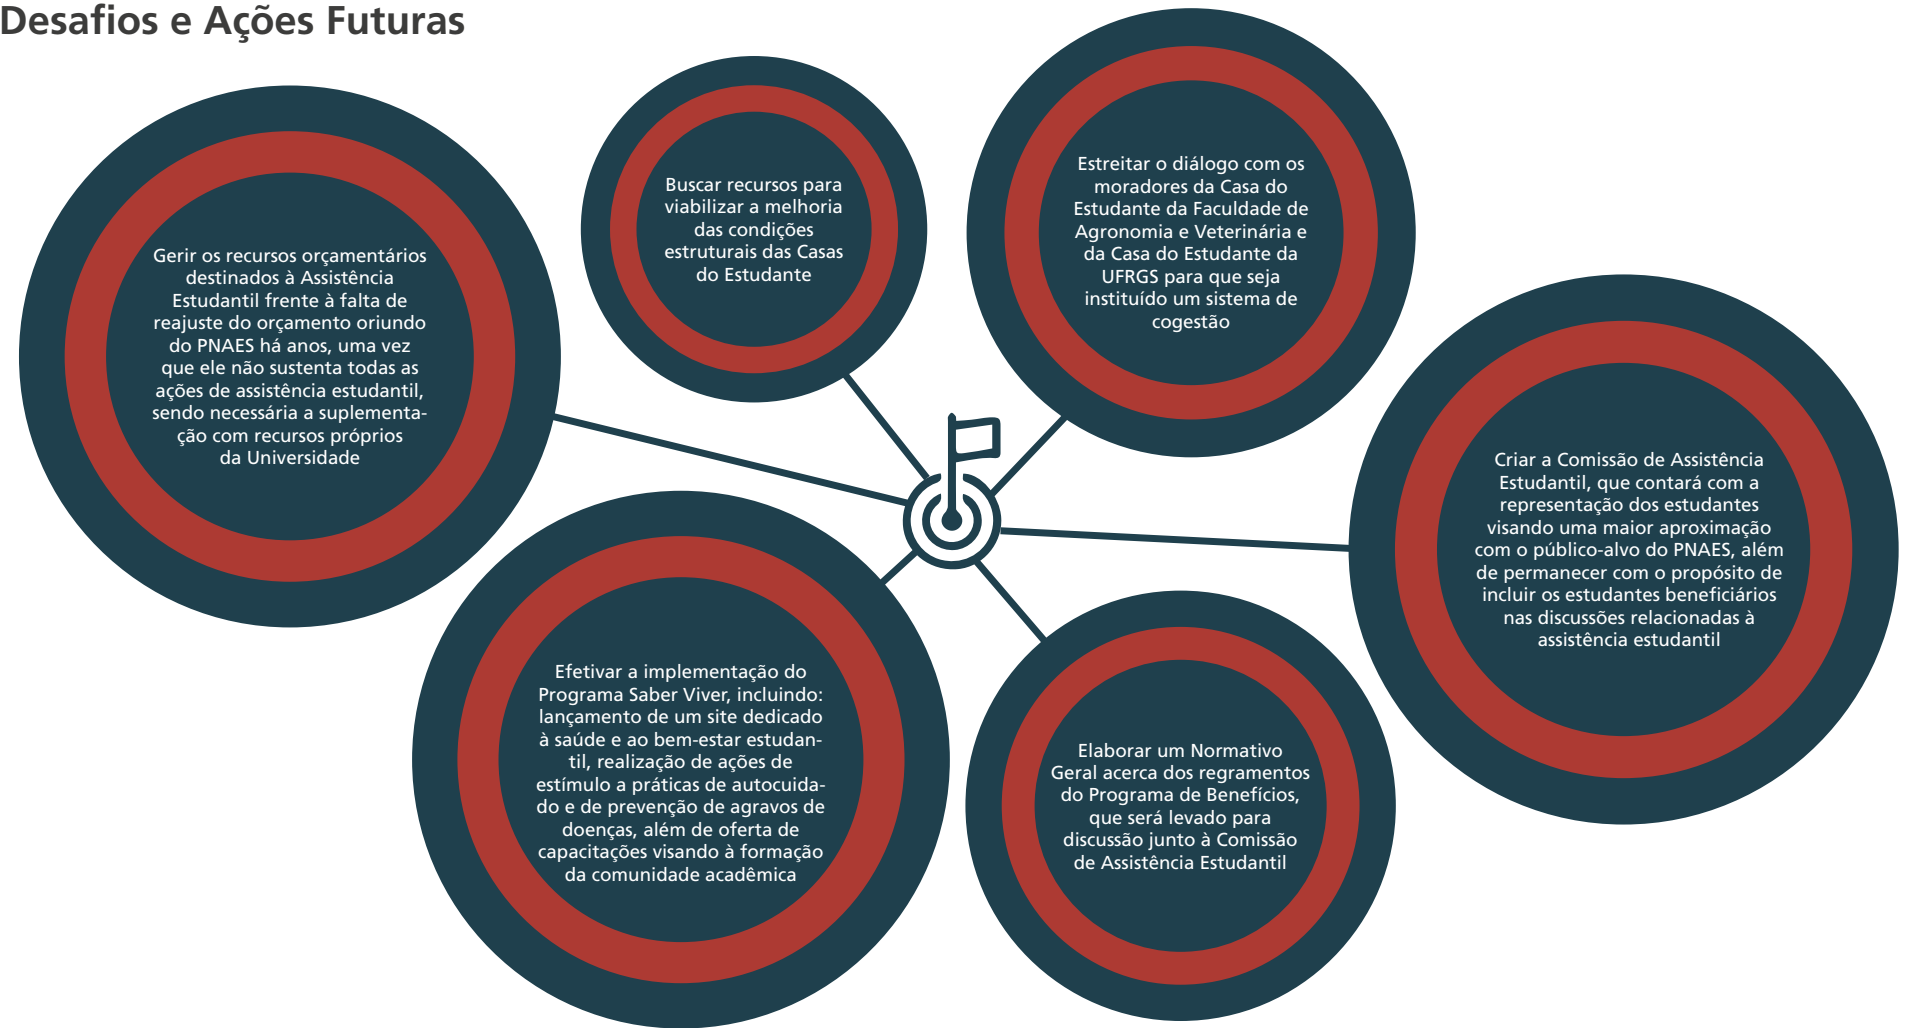 Desafios e Ações Futuras
Gerir os recursos orçamentários
destinados à Assistência
Estudantil frente à falta de
reajuste do orçamento oriundo
do PNAES há anos, uma vez
que ele não sustenta todas as
ações de assistência estudantil,
sendo necessária a suplementa-
ção com recursos próprios
da Universidade
Buscar recursos para
viabilizar a melhoria
das condições
estruturais das Casas
do Estudante
Estreitar o diálogo com os
moradores da Casa do
Estudante da Faculdade de
Agronomia e Veterinária e
da Casa do Estudante da
UFRGS para que seja
instituído um sistema de
cogestão
Criar a Comissão de Assistência
Estudantil, que contará com a
representação dos estudantes
visando uma maior aproximação
com o público-alvo do PNAES, além
de permanecer com o propósito de
incluir os estudantes beneficiários
nas discussões relacionadas à
assistência estudantil
Efetivar a implementação do
Programa Saber Viver, incluindo:
lançamento de um site dedicado
à saúde e ao bem-estar estudan-
til, realização de ações de
estímulo a práticas de autocuida-
do e de prevenção de agravos de
doenças, além de oferta de
capacitações visando à formação
da comunidade acadêmica
Elaborar um Normativo
Geral acerca dos regramentos
do Programa de Benefícios,
que será levado para
discussão junto à Comissão
de Assistência Estudantil